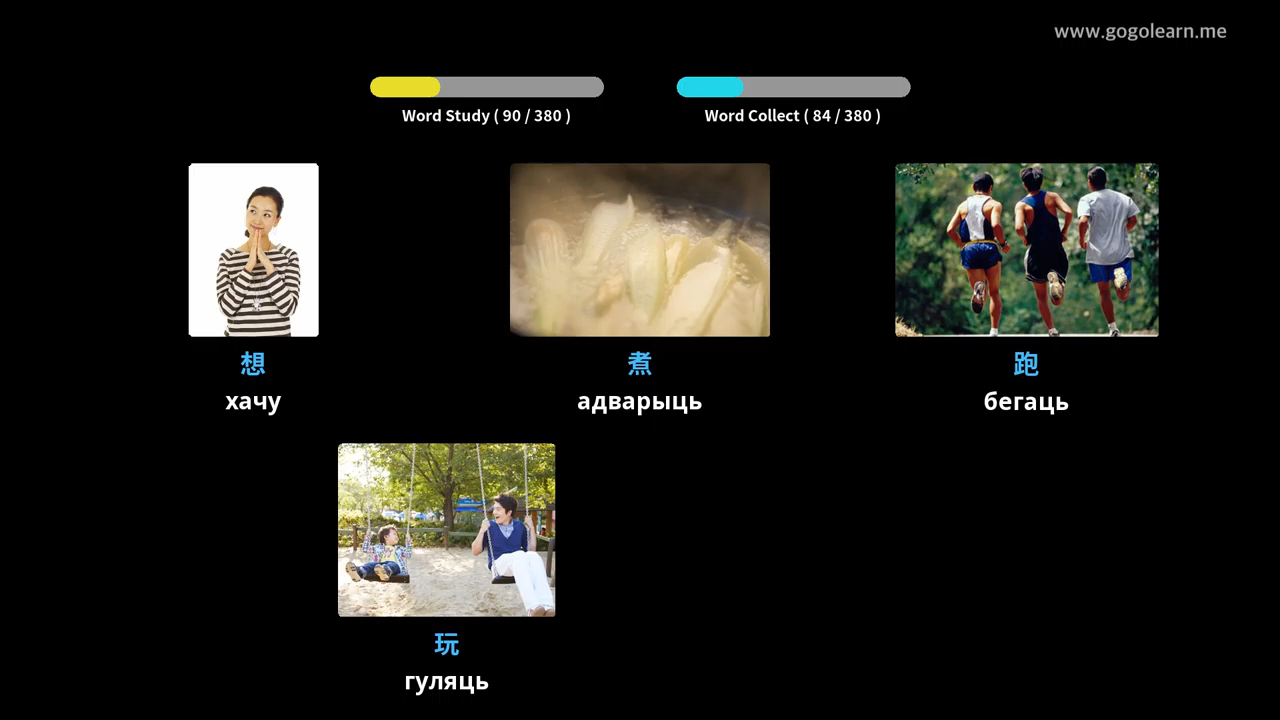 www.gogolearn.me
Word Study ( 90 / 380 )
Word Collect ( 84 / 380 )
想
хачу
煮
адварыць
跑
бегаць
玩
гуляць